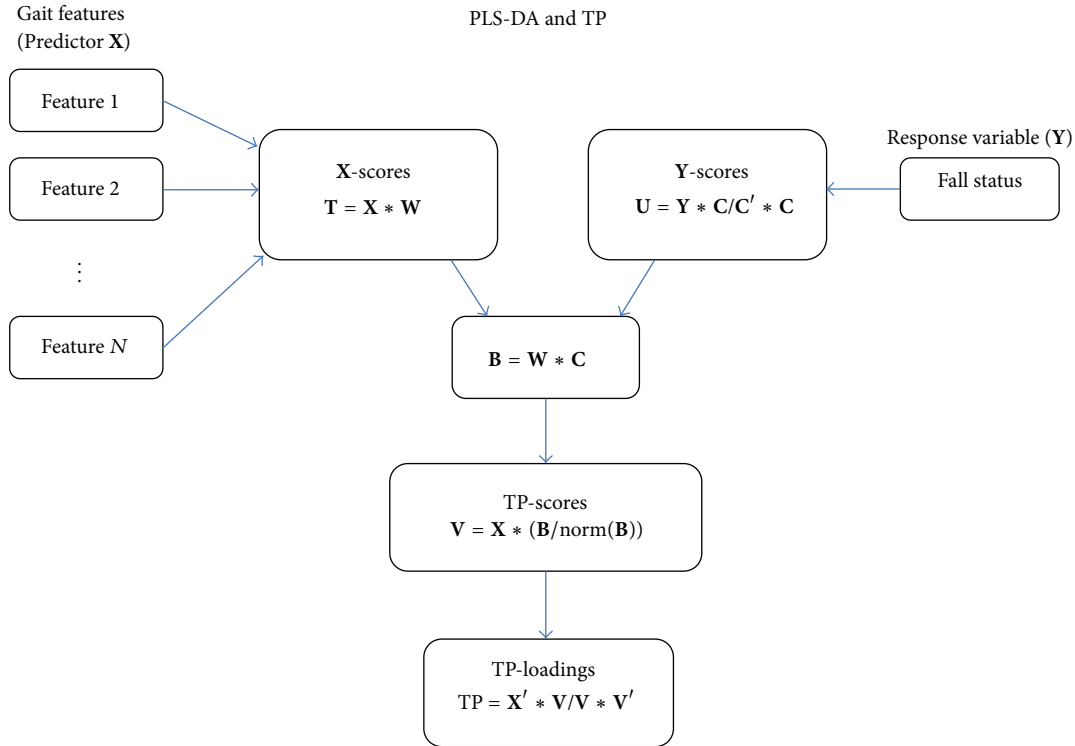 PLS-DA and TP
Gait features
(Predictor X)
Feature 1
Feature 2
⋮
Feature N
X-scores
T = X ∗ W
Y-scores
U = Y ∗ C/C′ ∗ C
Response variable (Y)
Fall status
B = W ∗ C
TP-scores
V = X ∗ (B/norm(B))
TP-loadings
TP = X′ ∗ V/V ∗ V′